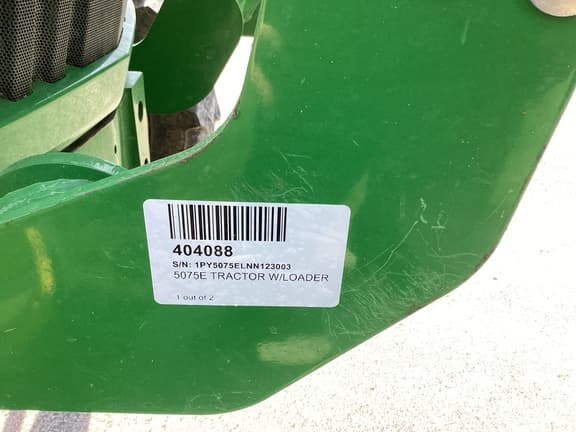 404088
S/N: 1PY5075ELNN123003
5075E TRACTOR W/LOADER
1 out of 2